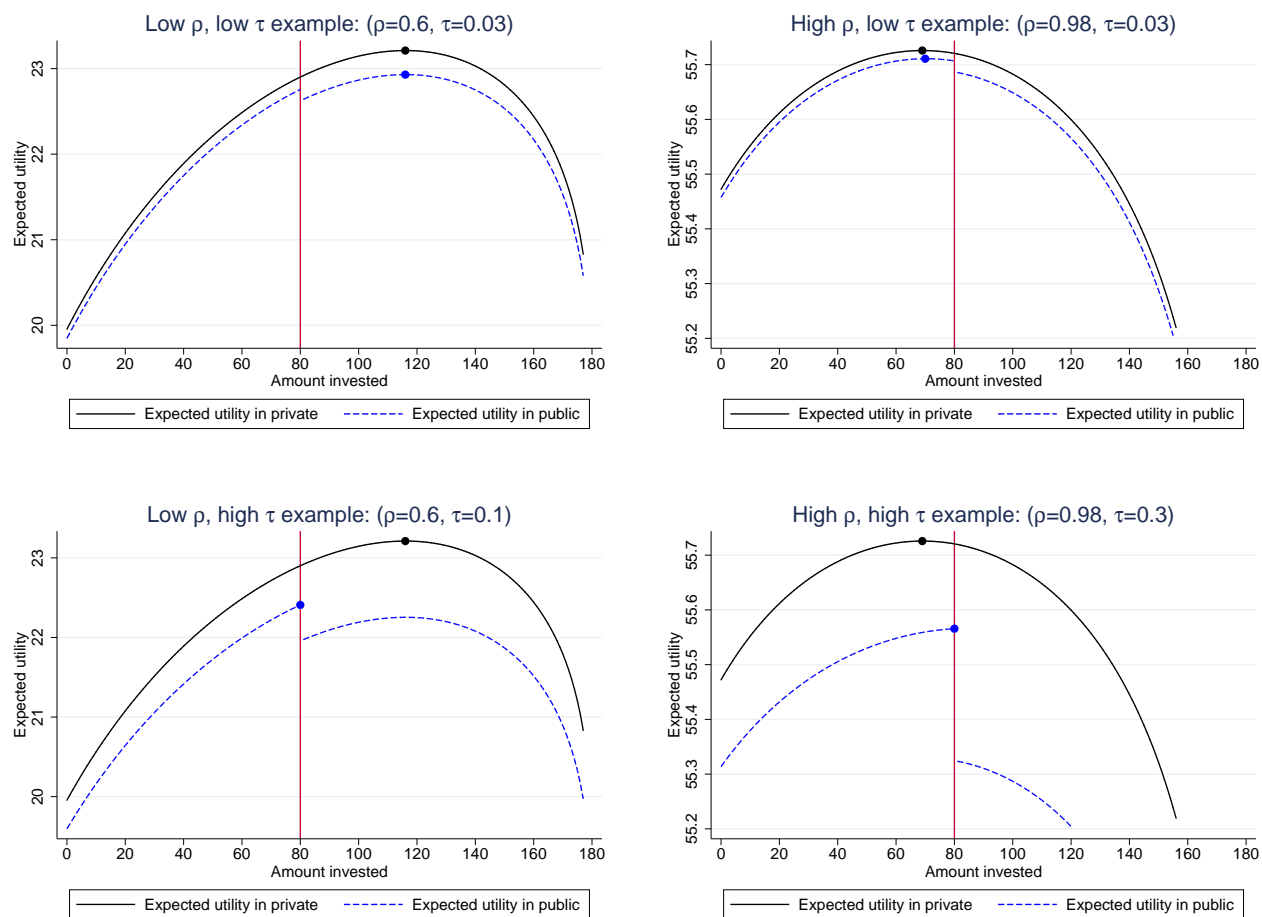 Low ρ, low τ example: (ρ=0.6, τ=0.03)
Expected utility
23
22
21
20
0 20 40 60 80 100 120 140 160 180
Amount invested
Expected utility in private Expected utility in public
High ρ, low τ example: (ρ=0.98, τ=0.03)
Expected utility
55.7
55.6
55.5
55.4
55.3
55.2
0 20 40 60 80 100 120 140 160 180
Amount invested
Expected utility in private Expected utility in public
Low ρ, high τ example: (ρ=0.6, τ=0.1)
Expected utility
23
22
21
20
0 20 40 60 80 100 120 140 160 180
Amount invested
Expected utility in private Expected utility in public
High ρ, high τ example: (ρ=0.98, τ=0.3)
Expected utility
55.7
55.6
55.5
55.4
55.3
55.2
0 20 40 60 80 100 120 140 160 180
Amount invested
Expected utility in private Expected utility in public